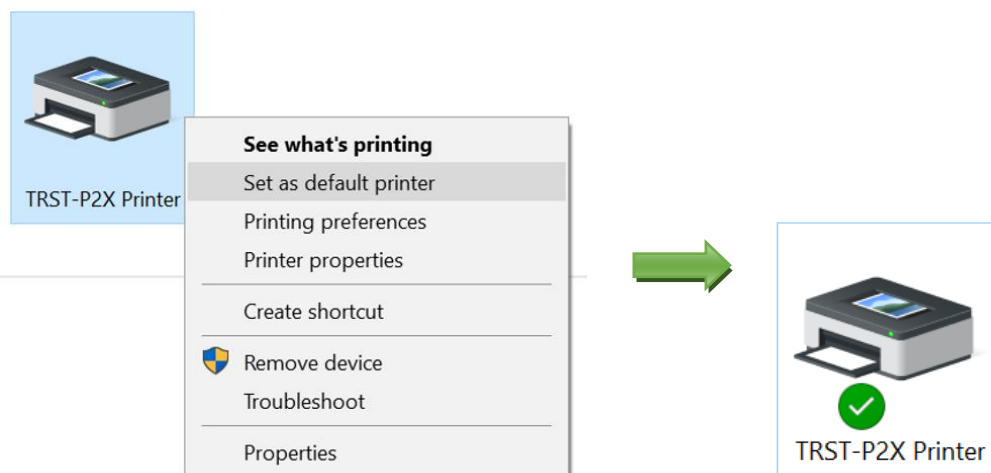 TRST-P2X Printer
See what's printing
Set as default printer
Printing preferences
Printer properties
Create shortcut
Remove device
Troubleshoot
Properties
TRST-P2X Printer